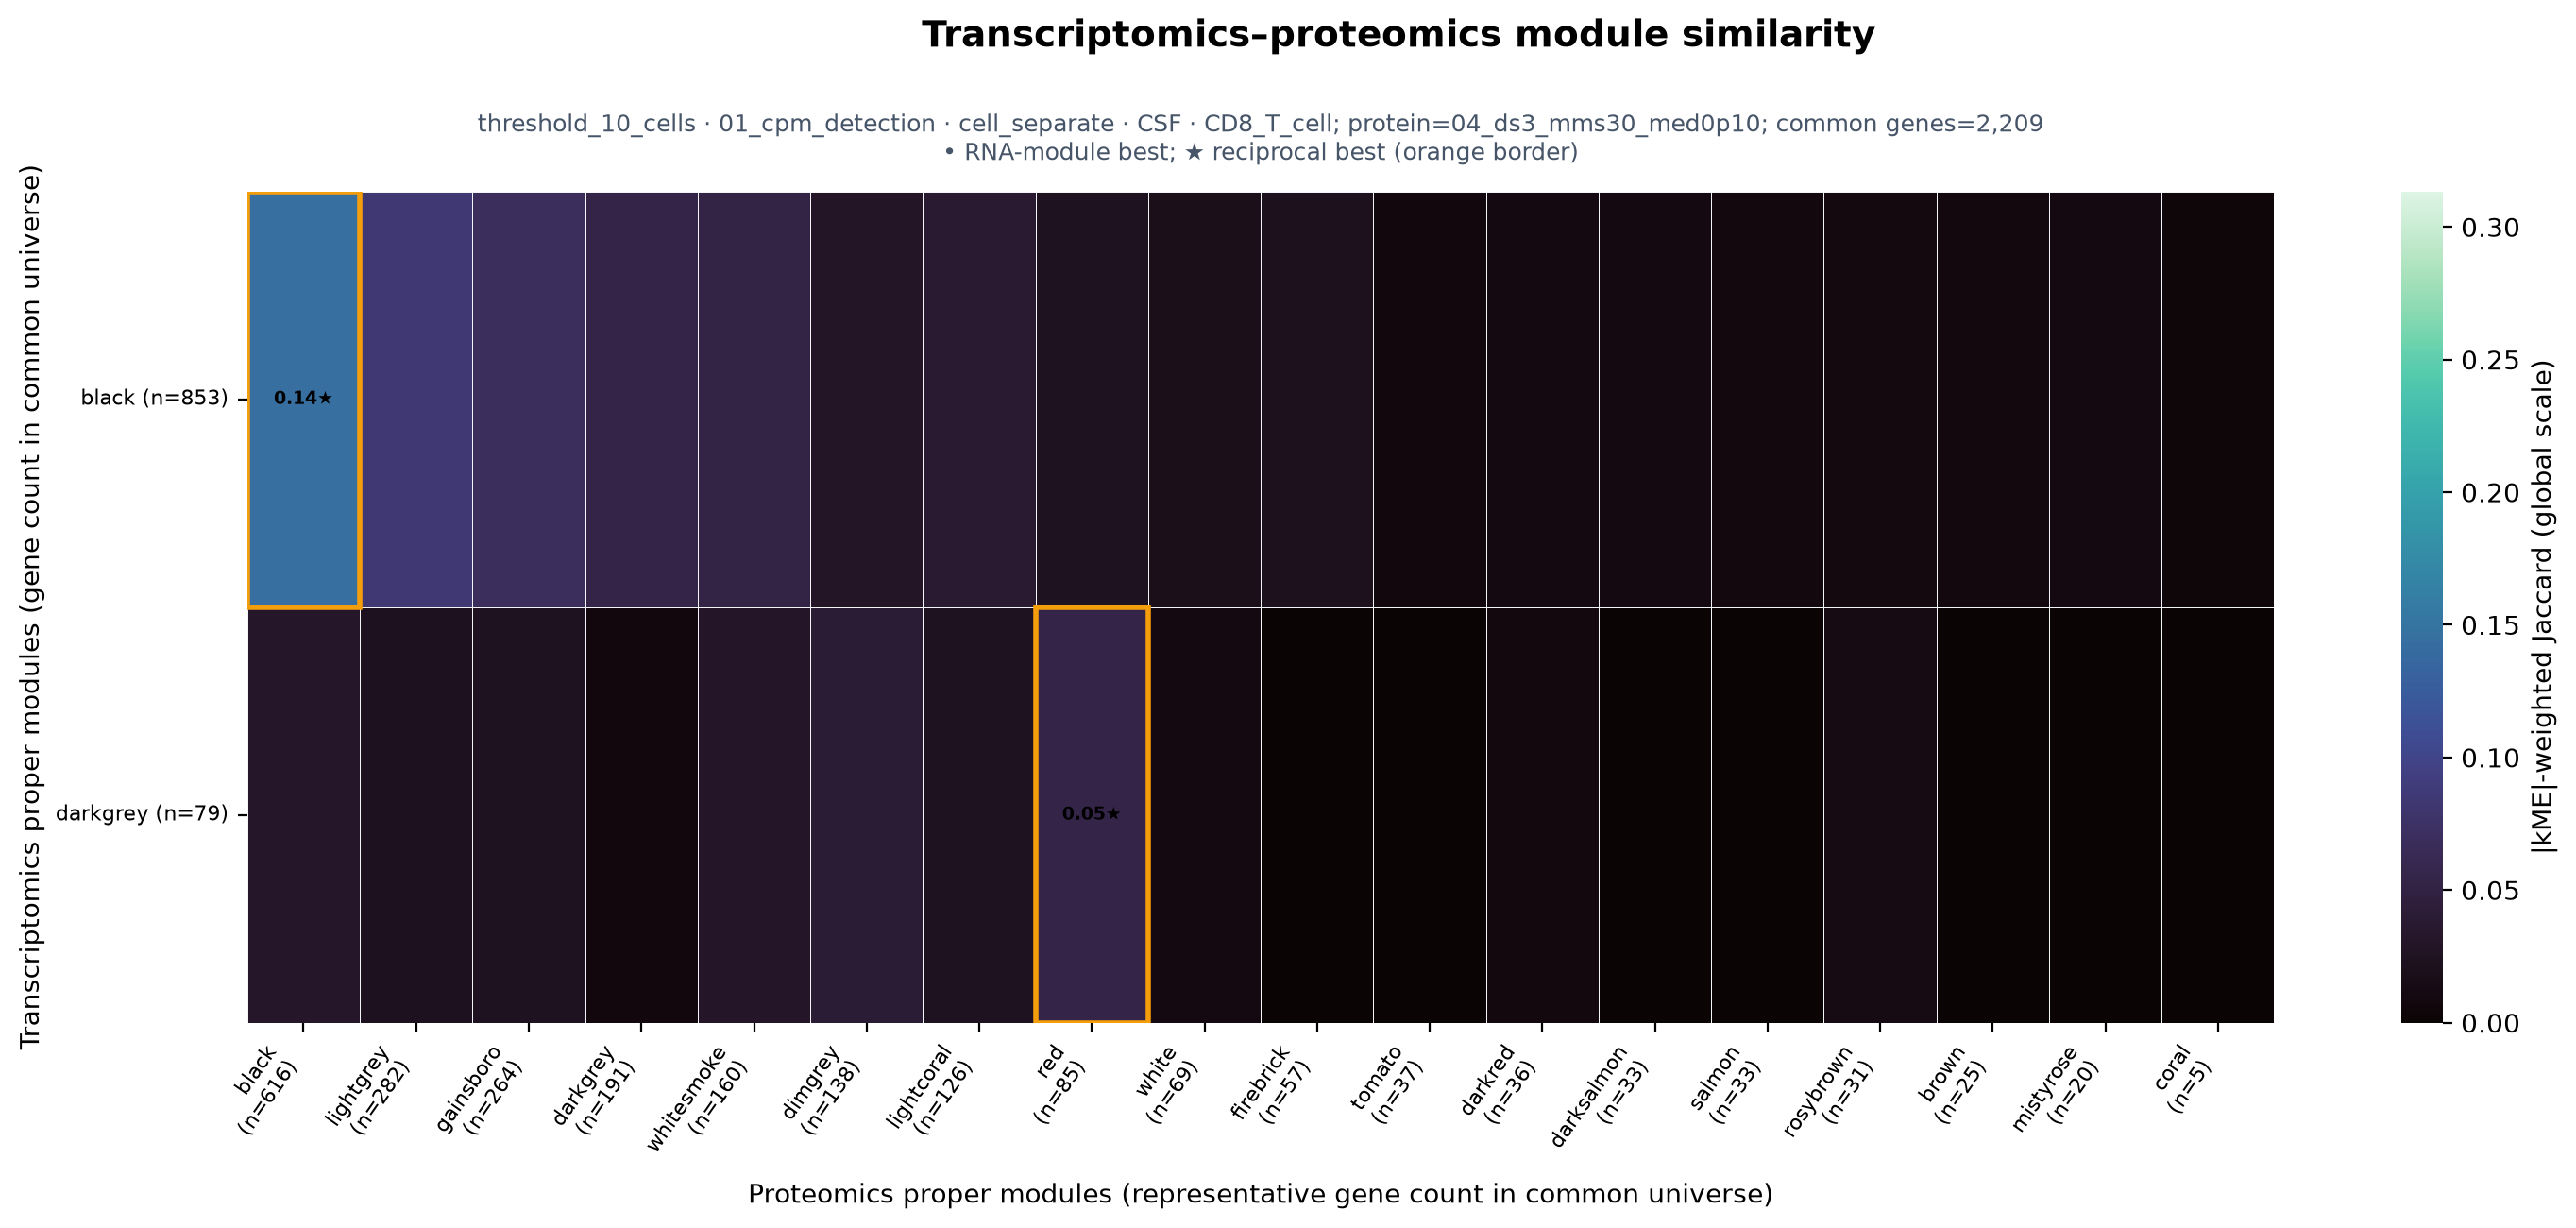 Transcriptomics–proteomics module similarity
threshold_10_cells · 01_cpm_detection · cell_separate · CSF · CD8_T_cell; protein=04_ds3_mms30_med0p10; common genes=2,209
• RNA-module best; ★ reciprocal best (orange border)
Transcriptomics proper modules (gene count in common universe)
black (n=853)
darkgrey (n=79)
0.14★
0.05★
black
(n=616)
lightgrey
(n=282)
gainsboro
(n=264)
darkgrey
(n=191)
whitesmoke
(n=160)
dimgrey
(n=138)
lightcoral
(n=126)
red
(n=85)
white
(n=69)
firebrick
(n=57)
tomato
(n=37)
darkred
(n=36)
darksalmon
(n=33)
salmon
(n=33)
rosybrown
(n=31)
brown
(n=25)
mistyrose
(n=20)
coral
(n=5)
Proteomics proper modules (representative gene count in common universe)
0.30
0.25
0.20
0.15
0.10
0.05
0.00
|kME|-weighted Jaccard (global scale)